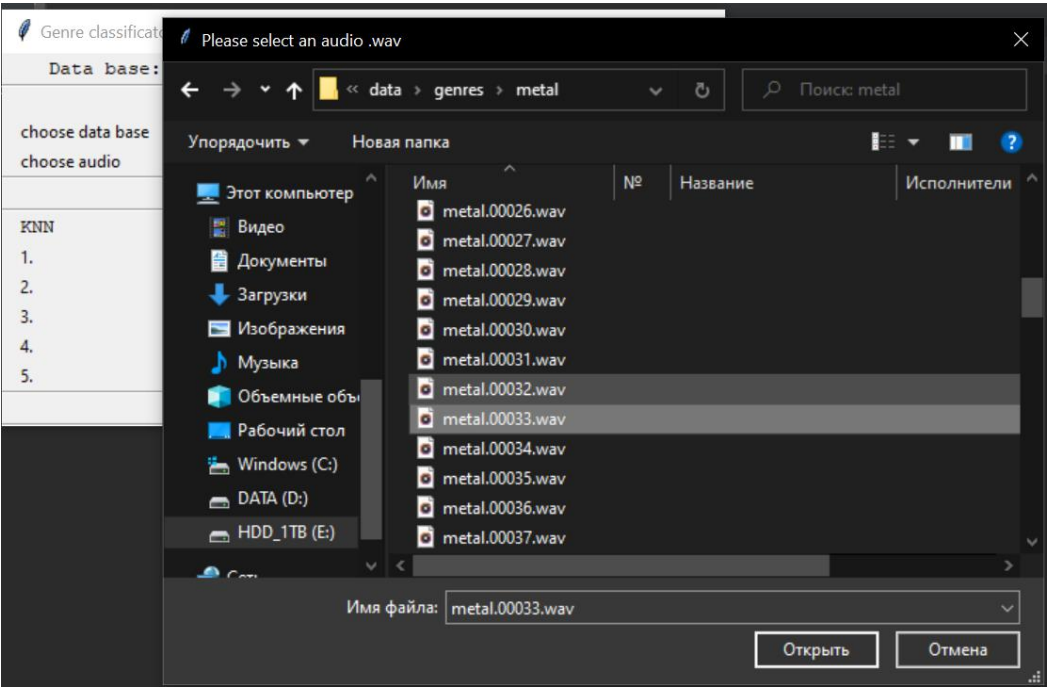 Genre classificat
Data base:
choose data base
choose audio
KNN
1.
2.
3.
4.
5.
Please select an audio .wav
« data › genres › metal
Поиск: metal
Упорядочить
Новая папка
Этот компьютер
Видео
Документы
Загрузки
Изображения
Музыка
Объемные объ
Рабочий стол
Windows (C:)
DATA (D:)
HDD_1TB (E:)
Имя № Название Исполнители
metal.00026.wav
metal.00027.wav
metal.00028.wav
metal.00029.wav
metal.00030.wav
metal.00031.wav
metal.00032.wav
metal.00033.wav
metal.00034.wav
metal.00035.wav
metal.00036.wav
metal.00037.wav
Имя файла: metal.00033.wav
Открыть Отмена